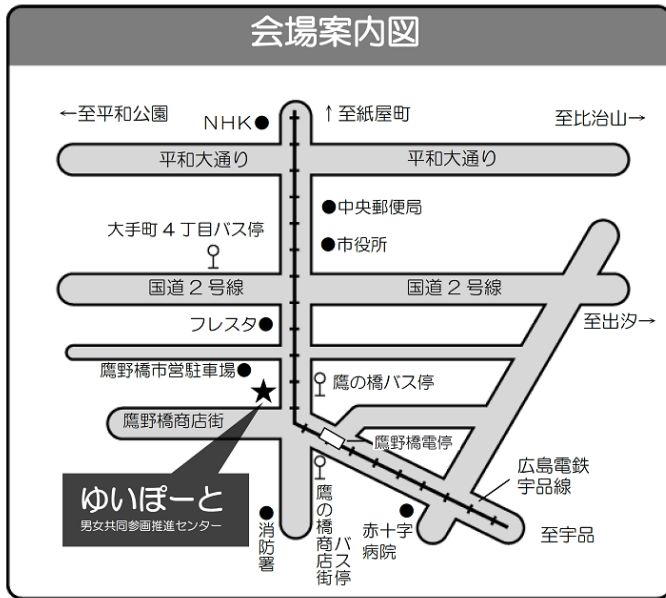 会場案内図
←至平和公園
NHK●
↑至紙屋町
至比治山→
平和大通り
平和大通り
●中央郵便局
大手町4丁目バス停
●市役所
国道2号線
国道2号線
フレスタ●
至出汐→
鷹野橋市営駐車場●
鷹の橋バス停
★
鷹野橋商店街
鷹野橋電停
広島電鉄
宇品線
ゆいぽーと
男女共同参画推進センター
●消防署
鷹の橋商店街
バス停
●
赤十字
病院
至宇品